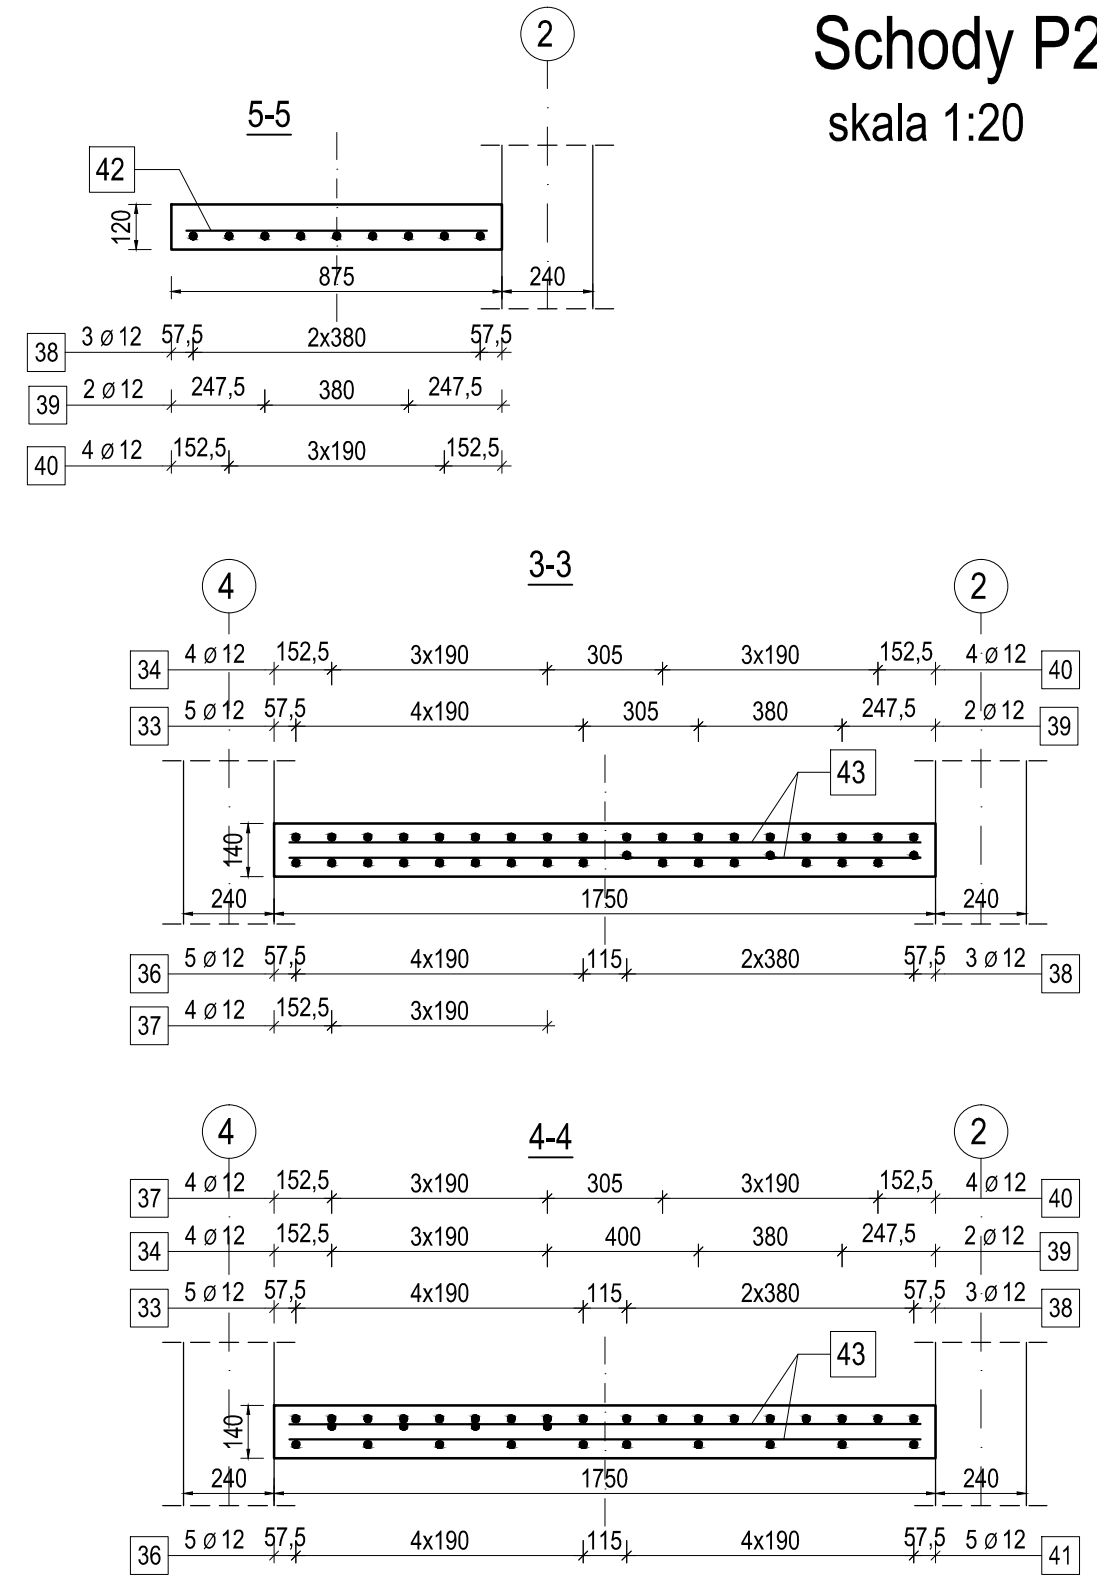 Schody P2
skala 1:20
2
5-5
42
120
875
240
38 3 ø 12 57,5 2x380 57,5
39 2 ø 12 247,5 380 247,5
40 4 ø 12 152,5 3x190 152,5
3-3
4
2
34 4 ø 12 152,5 3x190 305 3x190 152,5 4 ø 12 40
33 5 ø 12 57,5 4x190 305 380 247,5 2 ø 12 39
43
140
240 1750 240
36 5 ø 12 57,5 4x190 115 2x380 57,5 3 ø 12 38
37 4 ø 12 152,5 3x190
4-4
4
2
37 4 ø 12 152,5 3x190 305 3x190 152,5 4 ø 12 40
34 4 ø 12 152,5 3x190 400 380 247,5 2 ø 12 39
33 5 ø 12 57,5 4x190 115 2x380 57,5 3 ø 12 38
43
140
240 1750 240
36 5 ø 12 57,5 4x190 115 4x190 57,5 5 ø 12 41